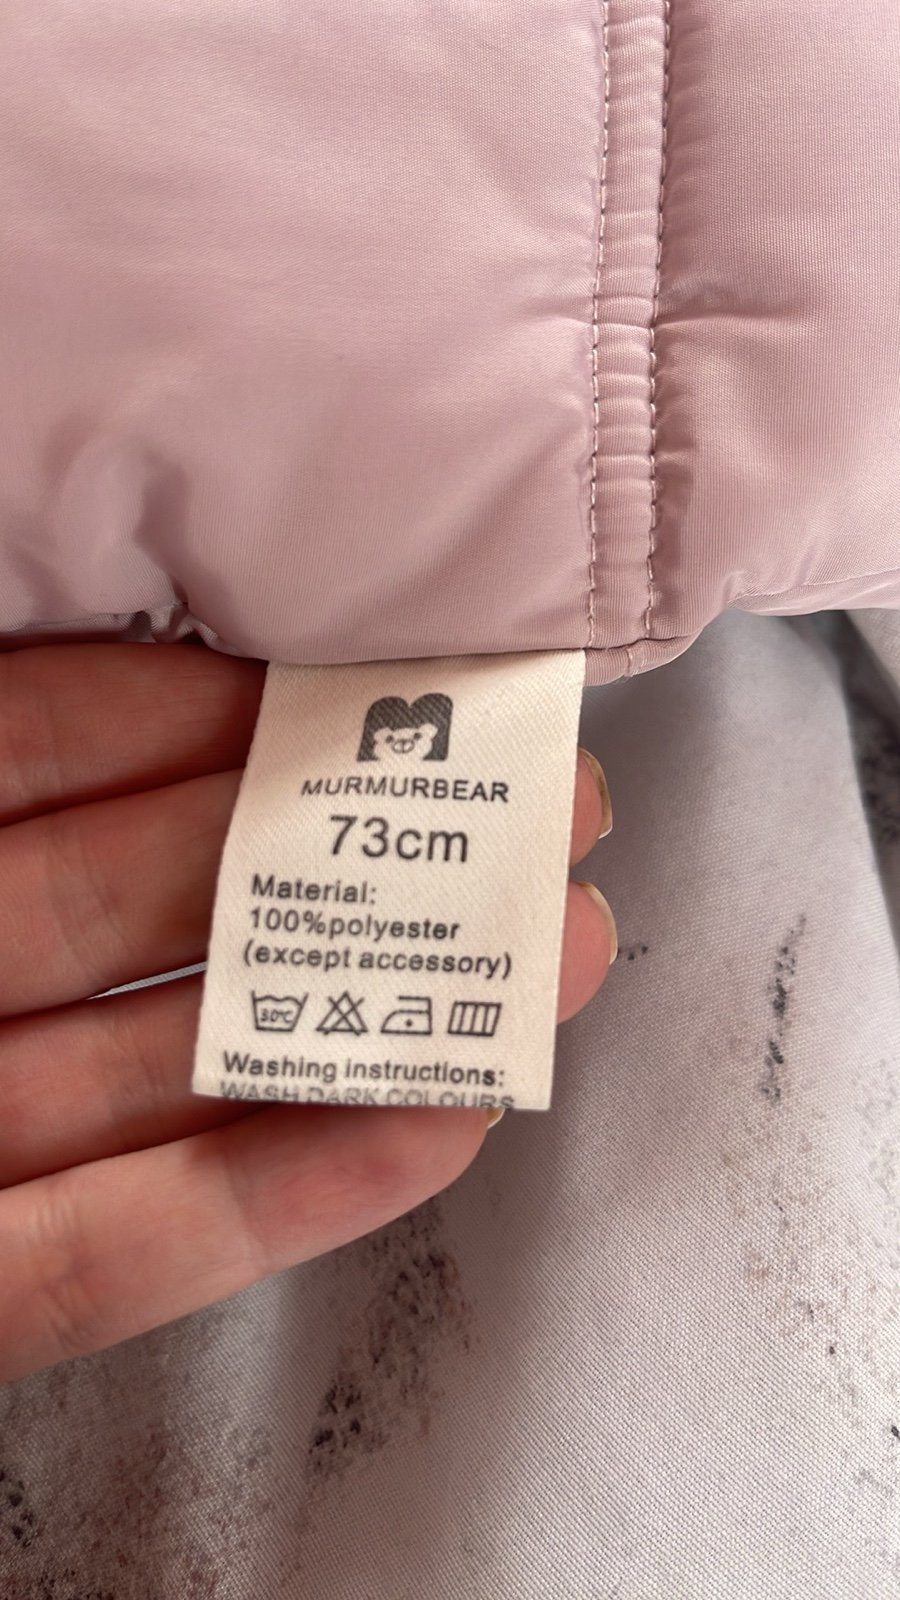 MURMURBEAR
73cm
Material:
100%polyester
(except accessory)
30°C
Washing instructions:
WASH DARK COLOURS